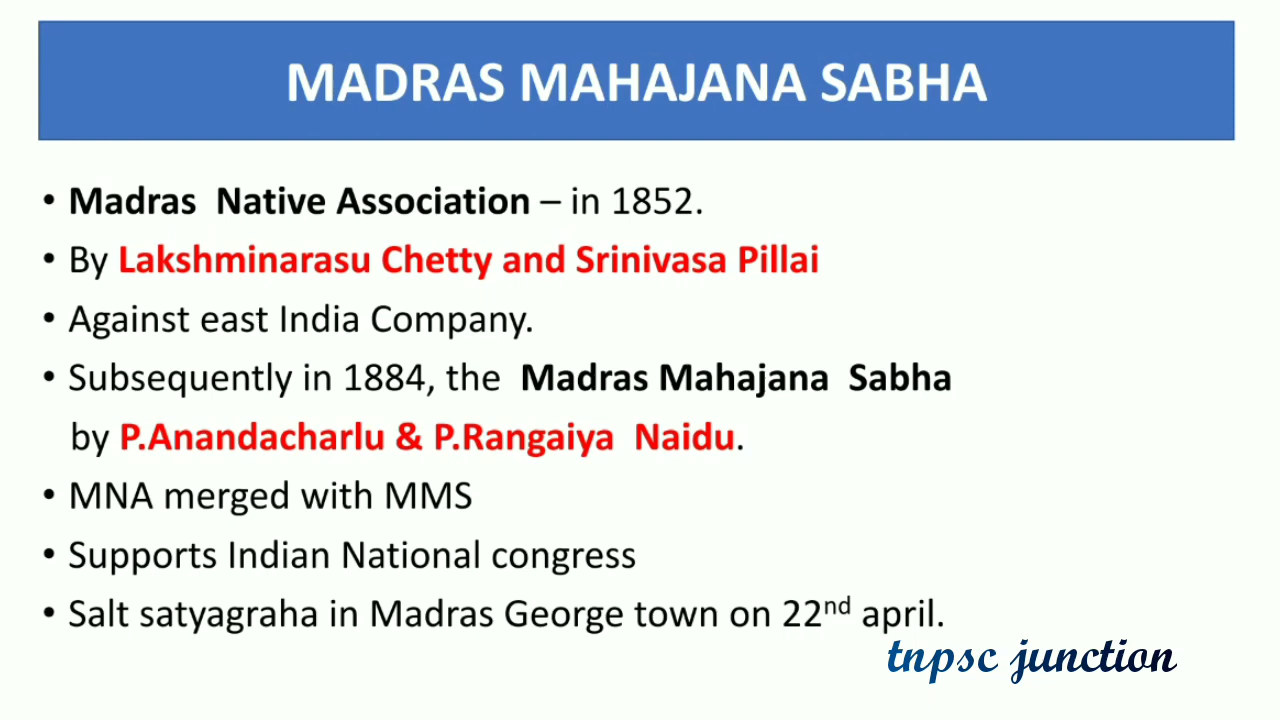 MADRAS MAHAJANA SABHA
• Madras Native Association – in 1852.
• By Lakshminarasu Chetty and Srinivasa Pillai
• Against east India Company.
• Subsequently in 1884, the Madras Mahajana Sabha
by P.Anandacharlu & P.Rangaiya Naidu.
• MNA merged with MMS
• Supports Indian National congress
• Salt satyagraha in Madras George town on 22nd april.
tnpsc junction